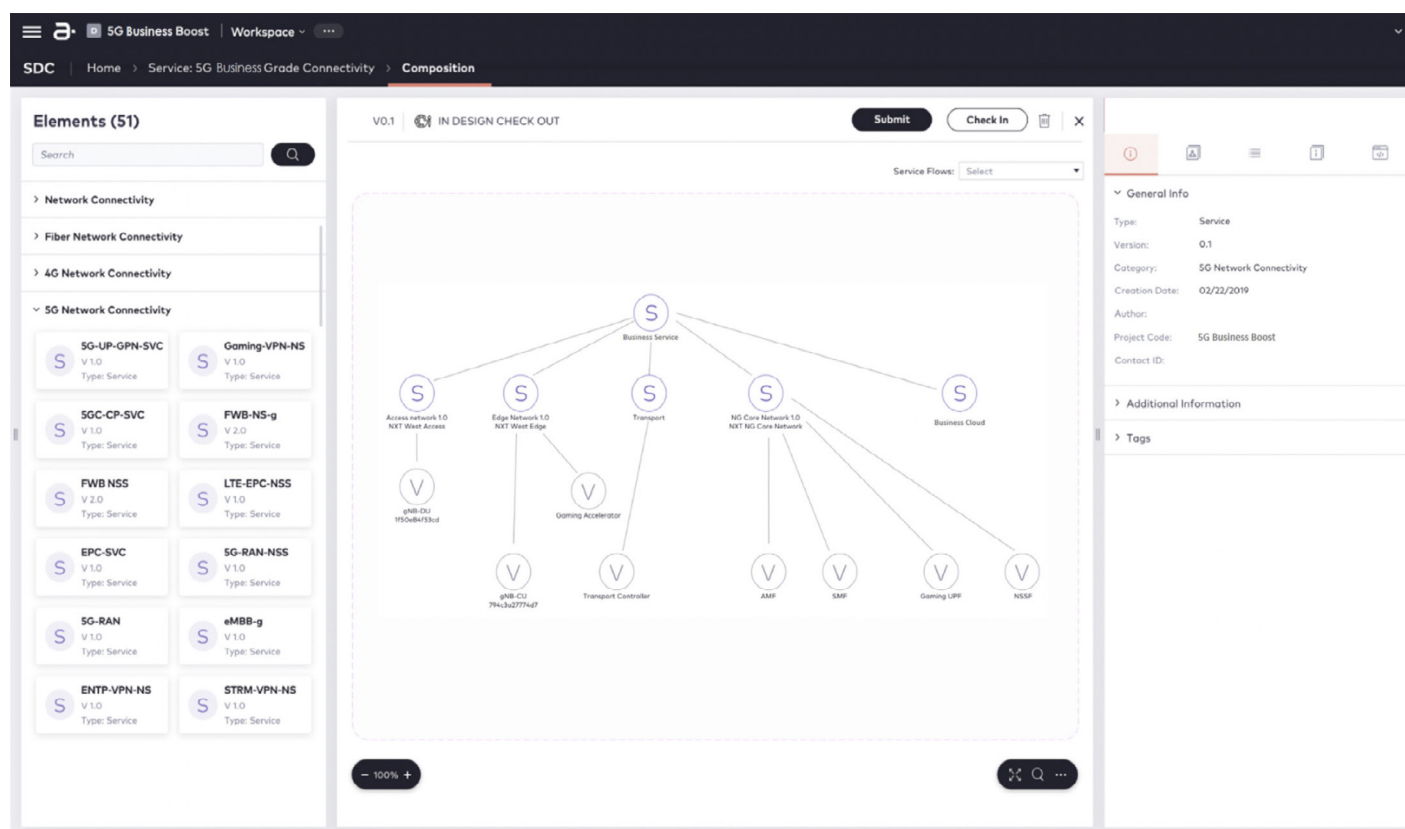 5G Business Boost Workspace ...
SDC Home > Service: 5G Business Grade Connectivity > Composition
Elements (51)
Search
Network Connectivity
Fiber Network Connectivity
4G Network Connectivity
5G Network Connectivity
S 5G-UP-GPN-SVC
V 1.0
Type: Service
S Gaming-VPN-NS
V 1.0
Type: Service
S 5GC-CP-SVC
V 1.0
Type: Service
S FWB-NS-g
V 2.0
Type: Service
S FWB NSS
V 2.0
Type: Service
S LTE-EPC-NSS
V 1.0
Type: Service
S EPC-SVC
V 1.0
Type: Service
S 5G-RAN-NSS
V 1.0
Type: Service
S 5G-RAN
V 1.0
Type: Service
S eMBB-g
V 1.0
Type: Service
S ENTP-VPN-NS
V 1.0
Type: Service
S STRM-VPN-NS
V 1.0
Type: Service
V0.1 IN DESIGN CHECK OUT Submit Check In
Service Flows: Select
S
Business Service
S S S S S
Access network 1.0
NXT West Access
Edge Network 1.0
NXT West Edge
Transport
NG Core Network 1.0
NXT NG Core Network
Business Cloud
V
gNB-DU
1f50e84f53cd
V
Gaming Accelerator
V
gNB-CU
794c3u27774d7
V
Transport Controller
V
AMF
V
SMF
V
Gaming UPF
V
NSSF
- 100% +
General Info
Type: Service
Version: 0.1
Category: 5G Network Connectivity
Creation Date: 02/22/2019
Author:
Project Code: 5G Business Boost
Contact ID:
Additional Information
Tags